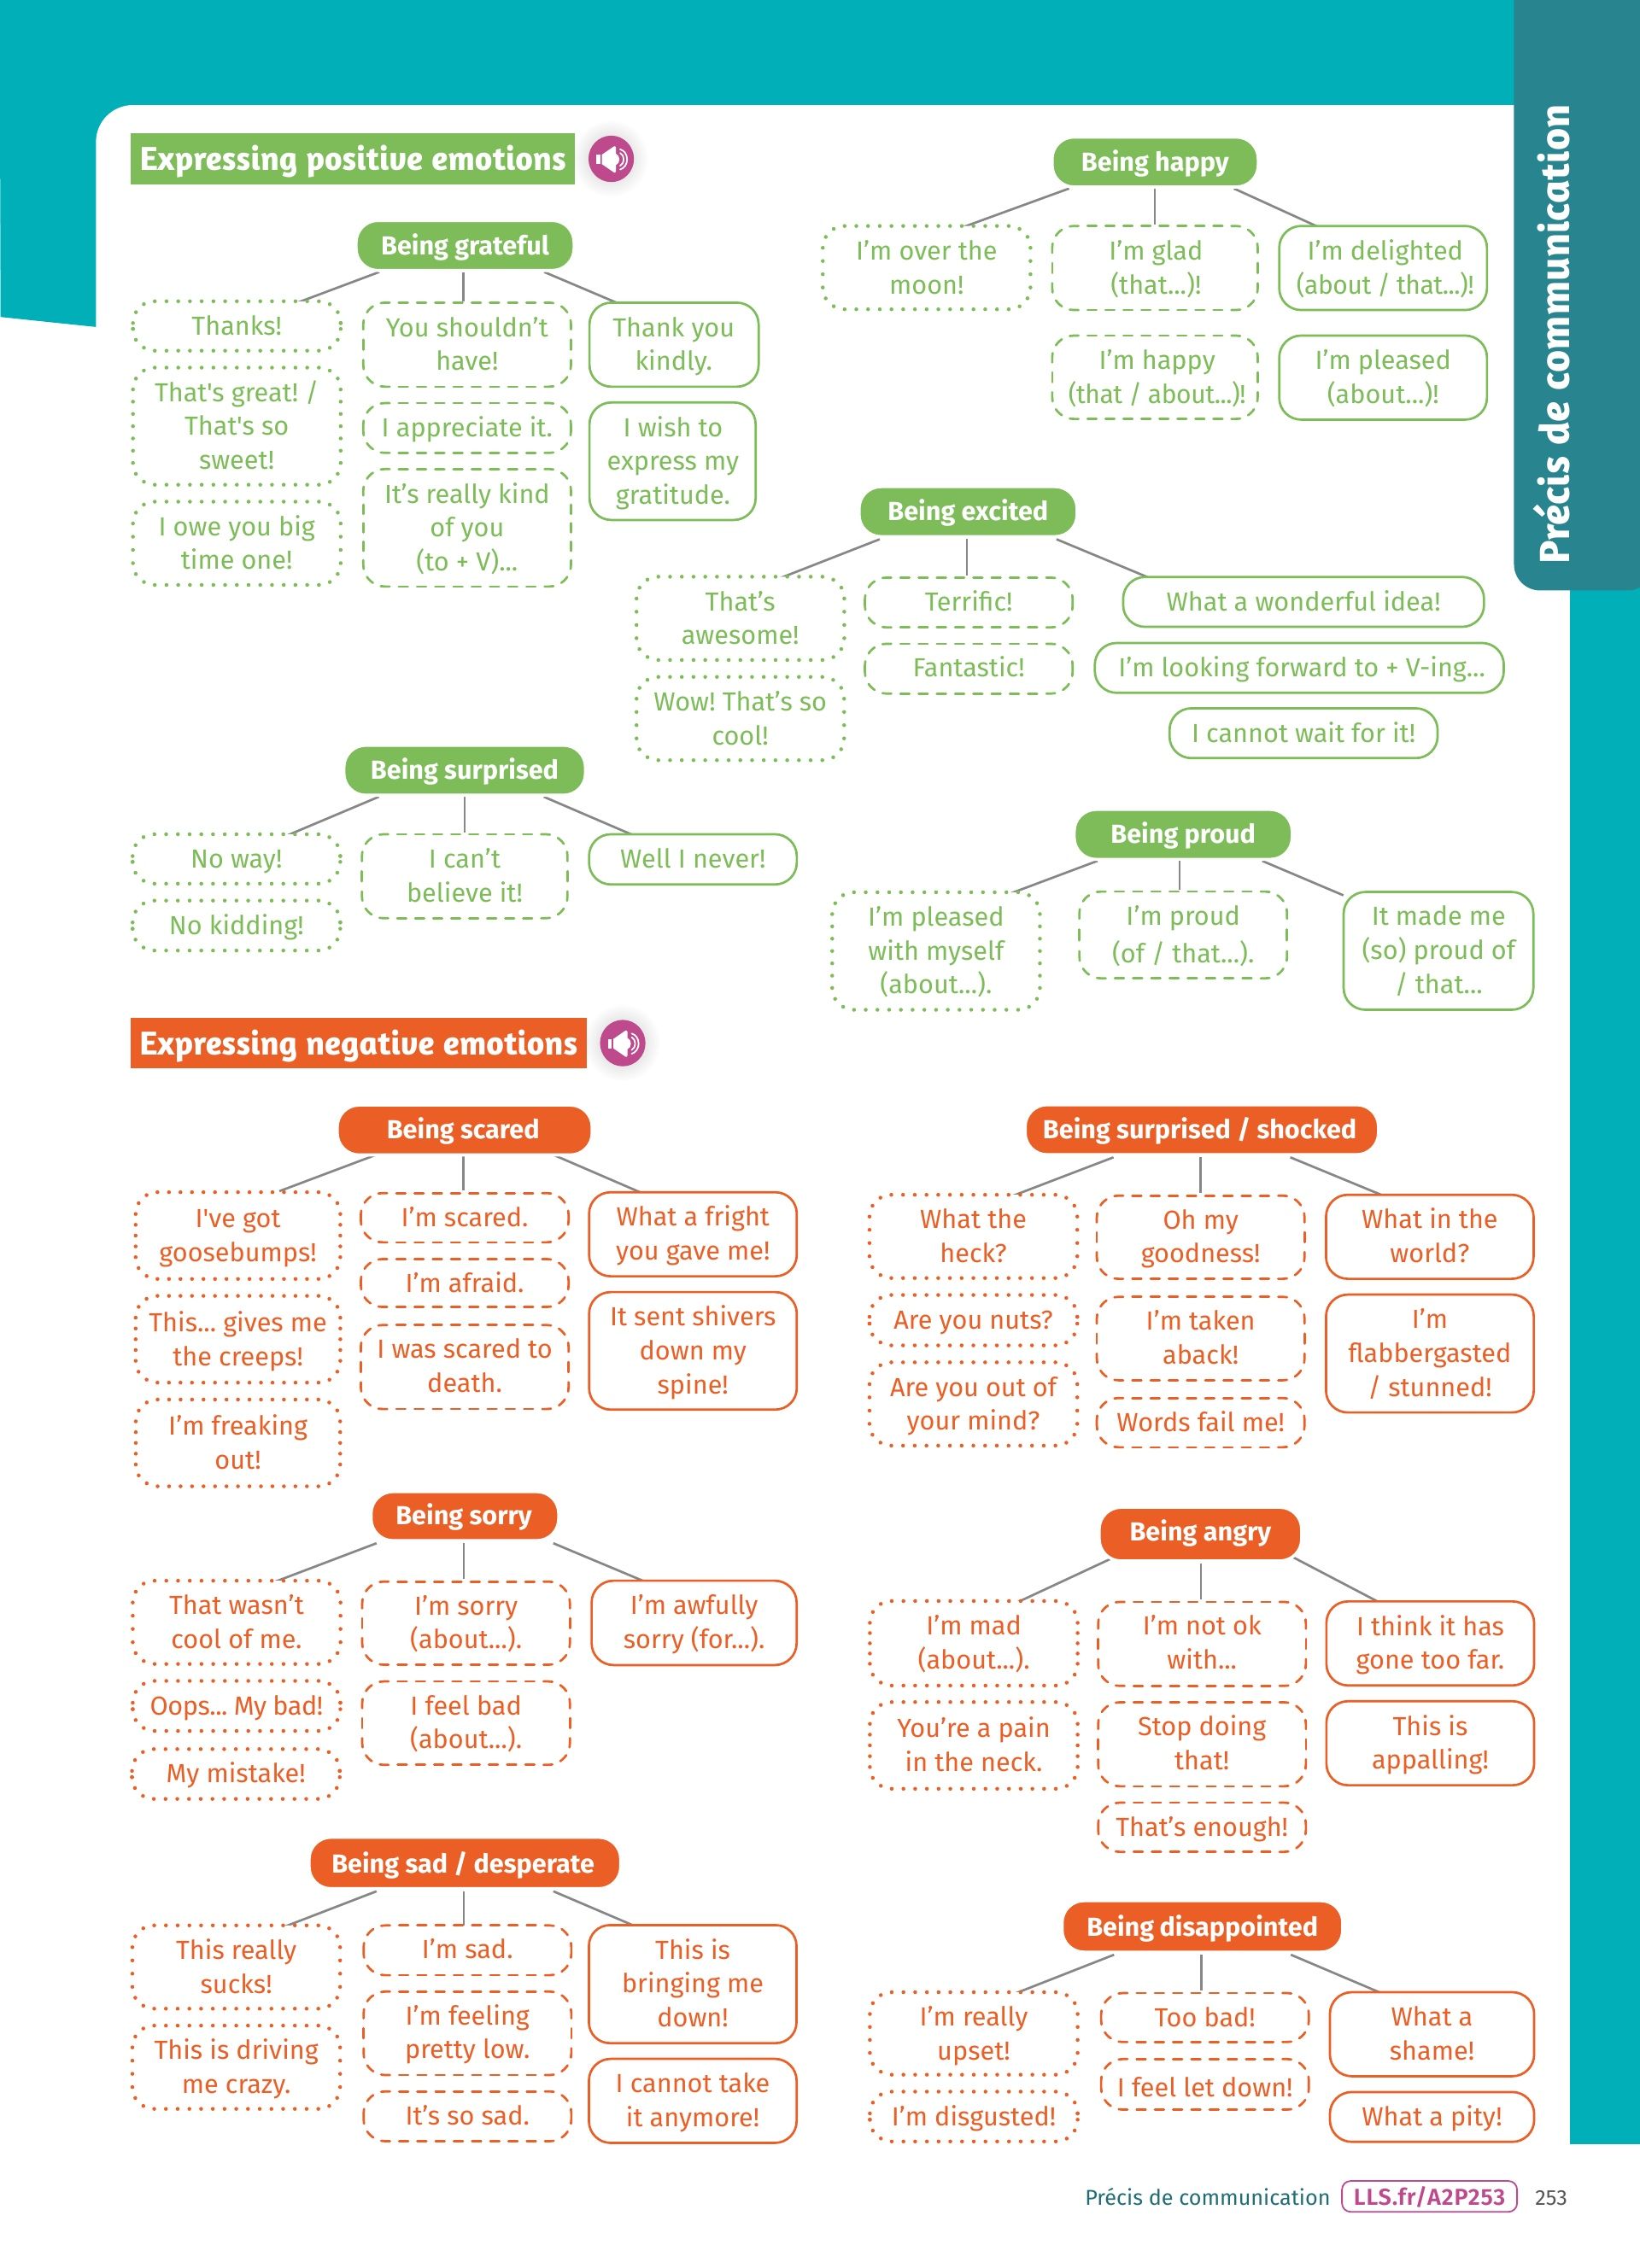 Précis de communication
Expressing positive emotions
Being grateful
Thanks!
That's great! /
That's so
sweet!
I owe you big
time one!
You shouldn’t
have!
I appreciate it.
It’s really kind
of you
(to + V)...
Thank you
kindly.
I wish to
express my
gratitude.
Being happy
I’m over the
moon!
I’m glad
(that...)!
I’m happy
(that / about...)!
I’m delighted
(about / that...)!
I’m pleased
(about...)!
Being excited
That’s
awesome!
Wow! That’s so
cool!
Terrific!
Fantastic!
What a wonderful idea!
I’m looking forward to + V-ing...
I cannot wait for it!
Being surprised
No way!
No kidding!
I can’t
believe it!
Well I never!
Being proud
I’m pleased
with myself
(about...).
I’m proud
(of / that...).
It made me
(so) proud of
/ that...
Expressing negative emotions
Being scared
I've got
goosebumps!
This... gives me
the creeps!
I’m freaking
out!
I’m scared.
I’m afraid.
I was scared to
death.
What a fright
you gave me!
It sent shivers
down my
spine!
Being surprised / shocked
What the
heck?
Are you nuts?
Are you out of
your mind?
Oh my
goodness!
I’m taken
aback!
Words fail me!
What in the
world?
I’m
flabbergasted
/ stunned!
Being sorry
That wasn’t
cool of me.
Oops... My bad!
My mistake!
I’m sorry
(about...).
I feel bad
(about...).
I’m awfully
sorry (for...).
Being angry
I’m mad
(about...).
You’re a pain
in the neck.
I’m not ok
with...
Stop doing
that!
That’s enough!
I think it has
gone too far.
This is
appalling!
Being sad / desperate
This really
sucks!
This is driving
me crazy.
I’m sad.
I’m feeling
pretty low.
It’s so sad.
This is
bringing me
down!
I cannot take
it anymore!
Being disappointed
I’m really
upset!
I’m disgusted!
Too bad!
I feel let down!
What a
shame!
What a pity!
Précis de communication LLS.fr/A2P253 253